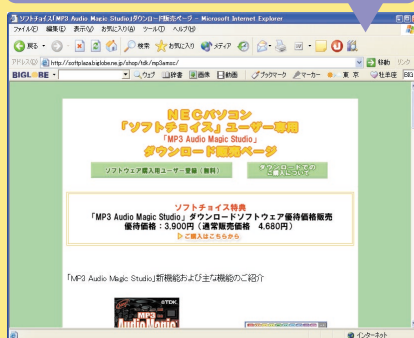 ソフトチョイス「MP3 Audio Magic Studio」ダウンロード販売ページ - Microsoft Internet Explorer
ファイル(F) 編集(E) 表示(V) お気に入り(A) ツール(T) ヘルプ(H)
戻る 検索 お気に入り メディア
アドレス(D) http://softplaza.biglobe.ne.jp/shop/tdk/mp3amsc/ 移動 リンク
BIGLOBE ウェブ 辞書 画像 動画 ブックマーク マーカー 東 京
NECパソコン
「ソフトチョイス」ユーザー専用
「MP3 Audio Magic Studio」
ダウンロード販売ページ
ソフトウェア購入用ユーザー登録(無料)
ダウンロードでの
ご購入について
ソフトチョイス特典
「MP3 Audio Magic Studio」ダウンロードソフトウェア優待価格販売
優待価格:3,900円(通常販売価格 4,680円)
▷ご購入はこちらから
「MP3 Audio Magic Studio」新機能および主な機能のご紹介
TDK
MP3
AudioMagic
インターネット